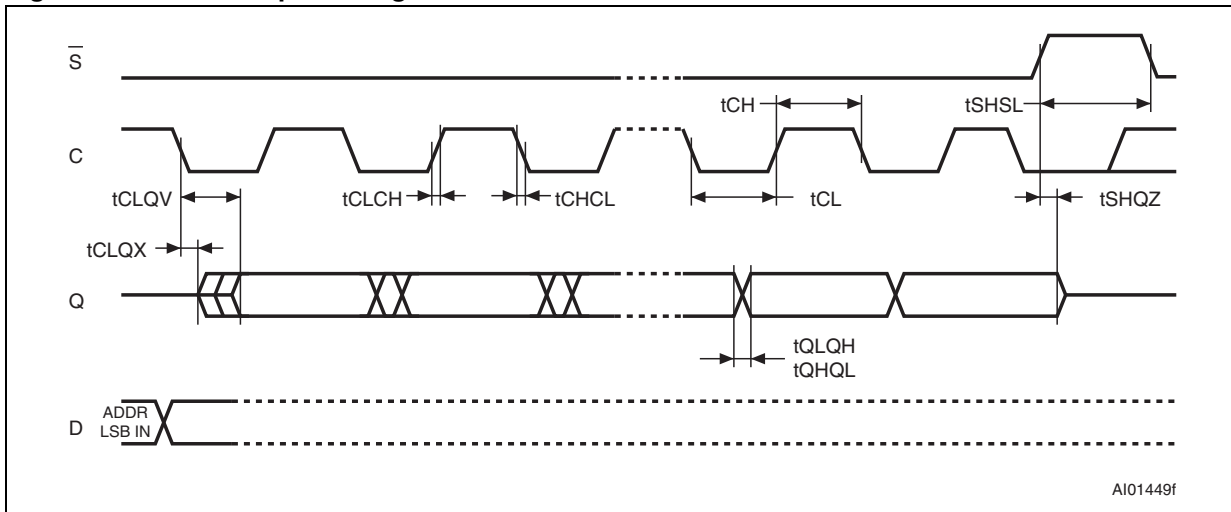 S
tCH
tSHSL
C
tCLQV
tCLCH
tCHCL
tCL
tSHQZ
tCLQX
Q
tQLQH
tQHQL
D
ADDR
LSB IN
AI01449f